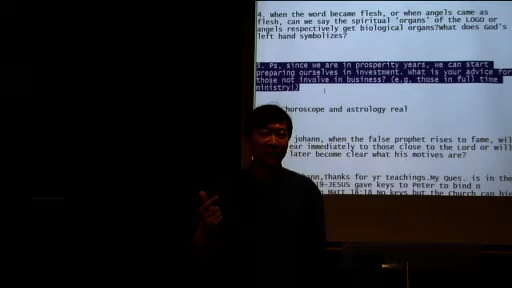 4. when the word became flesh, or when angels came as
flesh, can we say the spiritual 'organs' of the LOGO or
angels respectively get biological organs?What does God's
left hand symbolizes?
5. Ps, since we are in prosperity years, we can start
preparing ourselves in investment. what is your advice for
those not involve in business? (e.g, those in full time
ministry!)
horoscope and astrology real
johann, when the false prophet rises to fame, wil
ear immediately to those close to the Lord or will
later become clear what his motives are?
ann,Thanks for yr teachings.My Ques. is in the
19-JESUS gave keys to Peter to bind n
Matt 18:18 No keys but the Church can bin